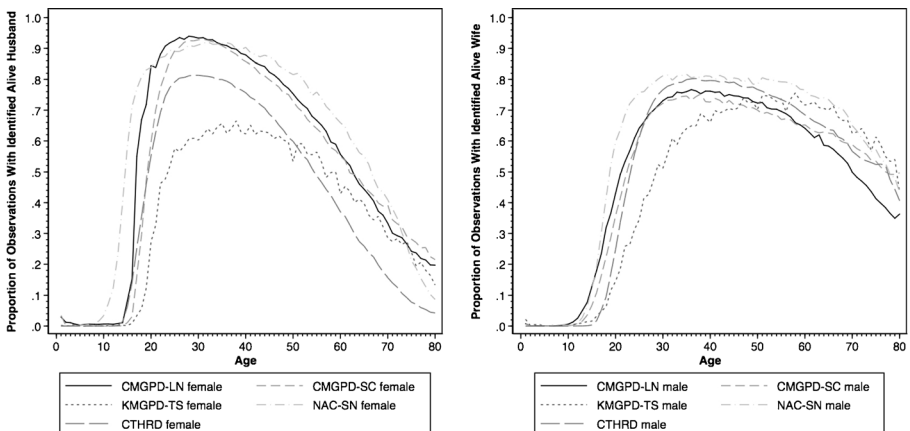 Proportion of Observations With Identified Alive Husband
1.0
.9
.8
.7
.6
.5
.4
.3
.2
.1
.0
0 10 20 30 40 50 60 70 80
Age
CMGPD-LN female CMGPD-SC female
KMGPD-TS female NAC-SN female
CTHRD female
Proportion of Observations With Identified Alive Wife
1.0
.9
.8
.7
.6
.5
.4
.3
.2
.1
.0
0 10 20 30 40 50 60 70 80
Age
CMGPD-LN male CMGPD-SC male
KMGPD-TS male NAC-SN male
CTHRD male